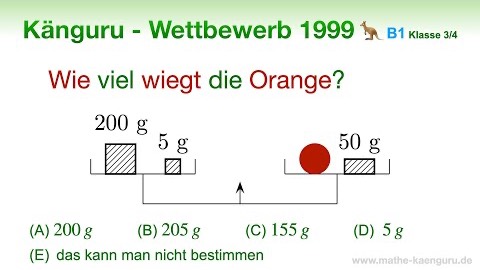 Känguru - Wettbewerb 1999 B1 Klasse 3/4
Wie viel wiegt die Orange?
200 g 5 g 50 g
(A) 200 g (B) 205 g (C) 155 g (D) 5 g
(E) das kann man nicht bestimmen
www.mathe-kaenguru.de